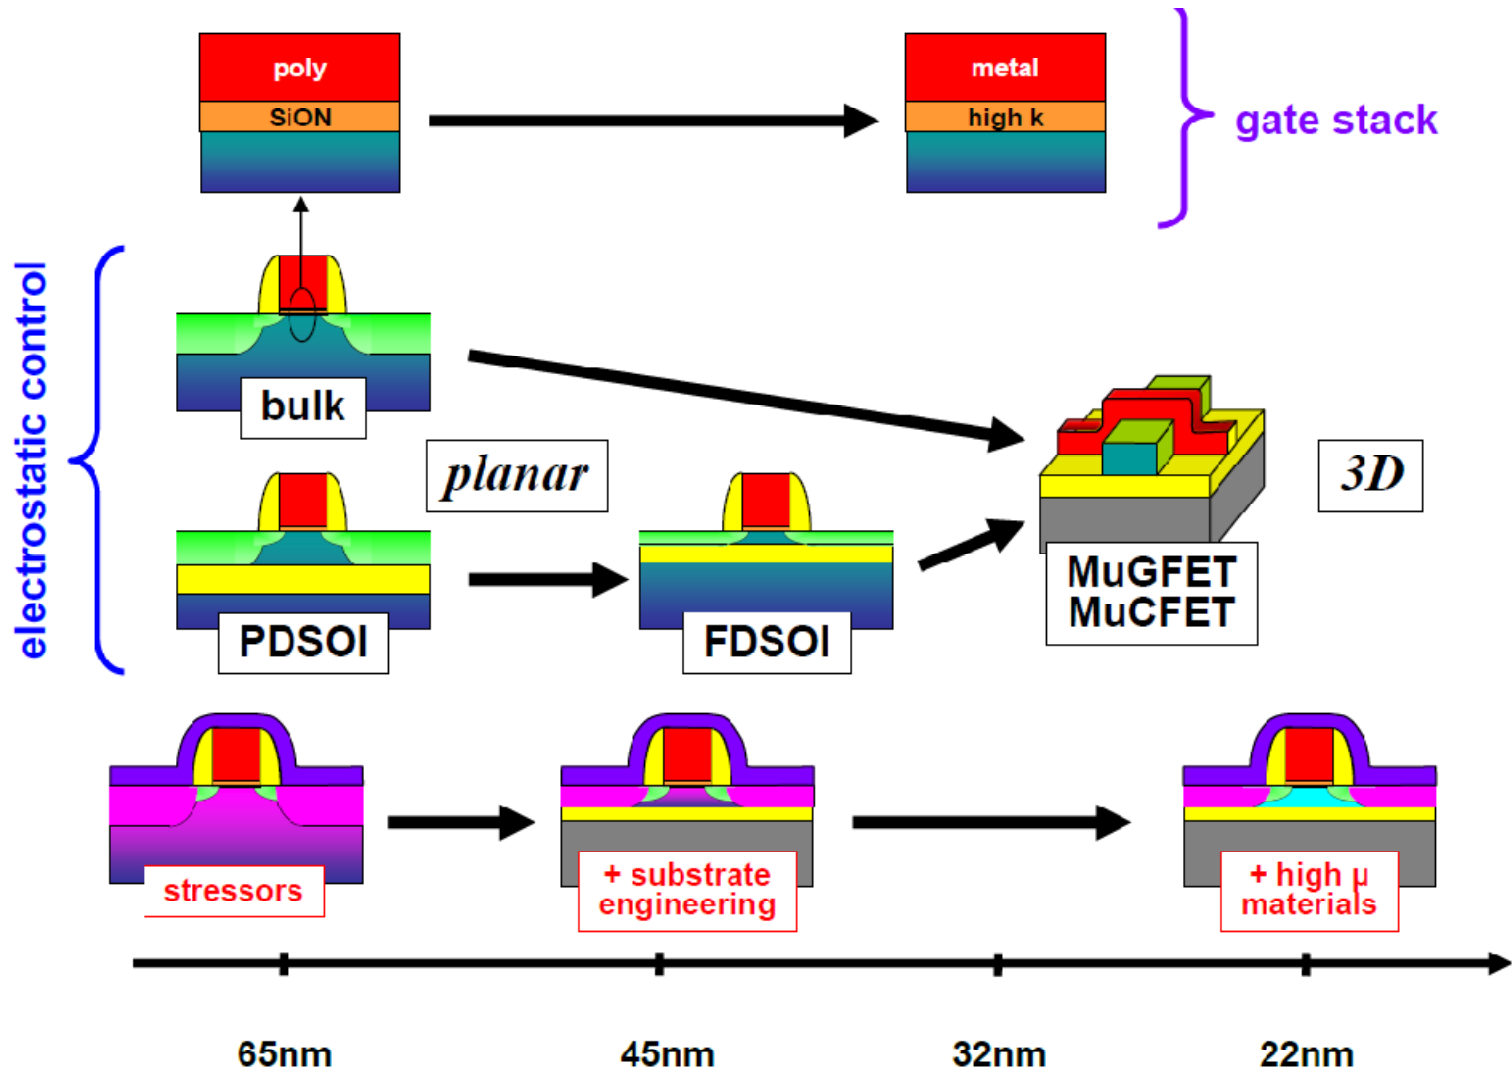 poly
SiON
metal
high k
gate stack
electrostatic control
bulk
planar
3D
PDSOI
FDSOI
MuGFET
MuCFET
stressors
+ substrate
engineering
+ high μ
materials
65nm
45nm
32nm
22nm